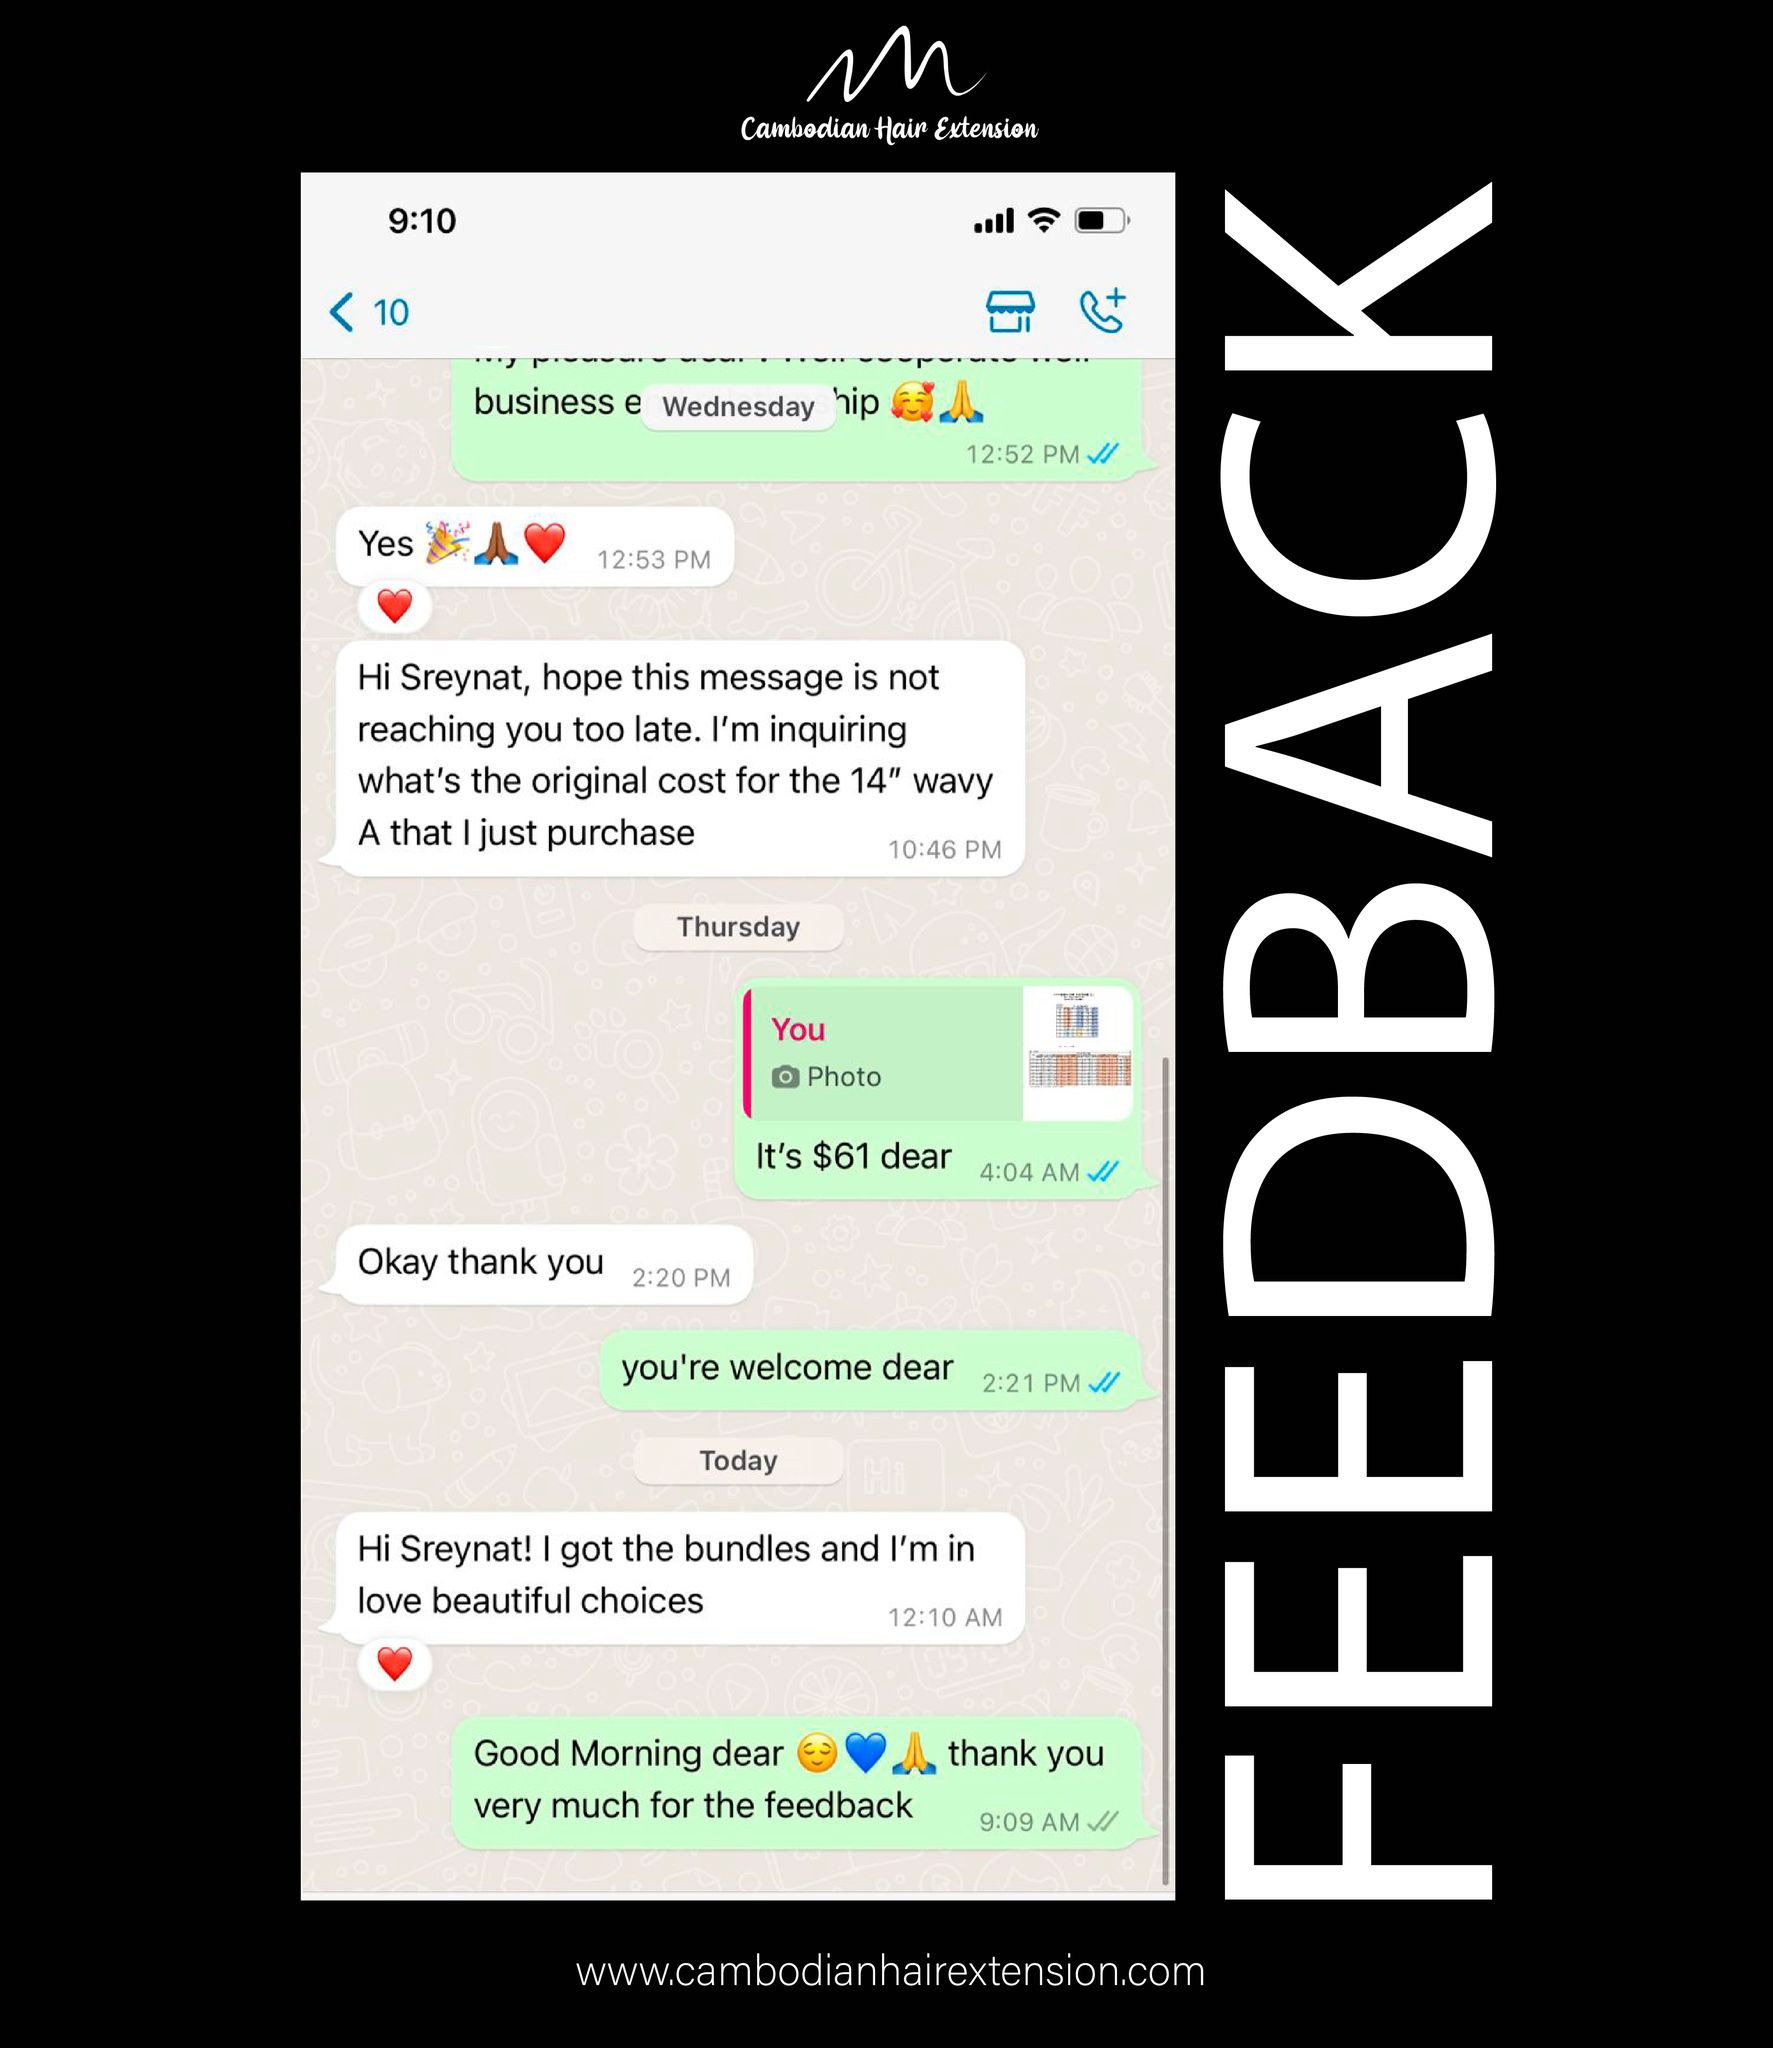 Cambodian Hair Extension
9:10
10
My pleasure dear
business e
hip 🥰🙏
Wednesday
12:52 PM
Yes 🎉🙏🏾❤️
12:53 PM
❤️
Hi Sreynat, hope this message is not
reaching you too late. I’m inquiring
what’s the original cost for the 14” wavy
A that I just purchase
10:46 PM
Thursday
You
Photo
It’s $61 dear
4:04 AM
Okay thank you
2:20 PM
you're welcome dear
2:21 PM
Today
Hi Sreynat! I got the bundles and I’m in
love beautiful choices
12:10 AM
❤️
Good Morning dear 😌💙🙏 thank you
very much for the feedback
9:09 AM
FEEDBACK
www.cambodianhairextension.com